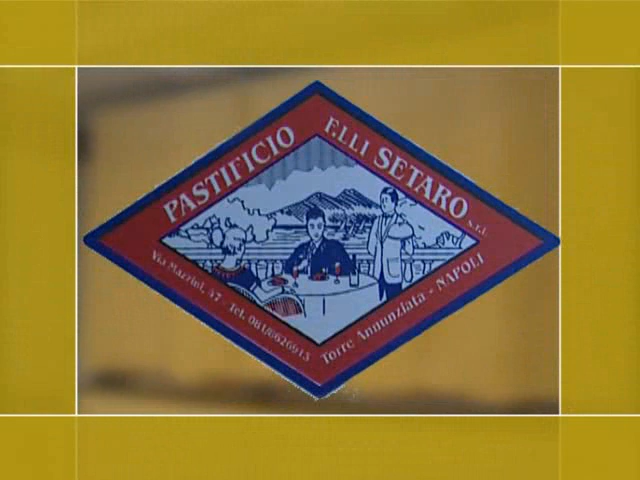 PASTIFICIO F.LLI SETARO s.r.l.
Via Mazzini, 47 - Tel. 081/8626913
Torre Annunziata - NAPOLI